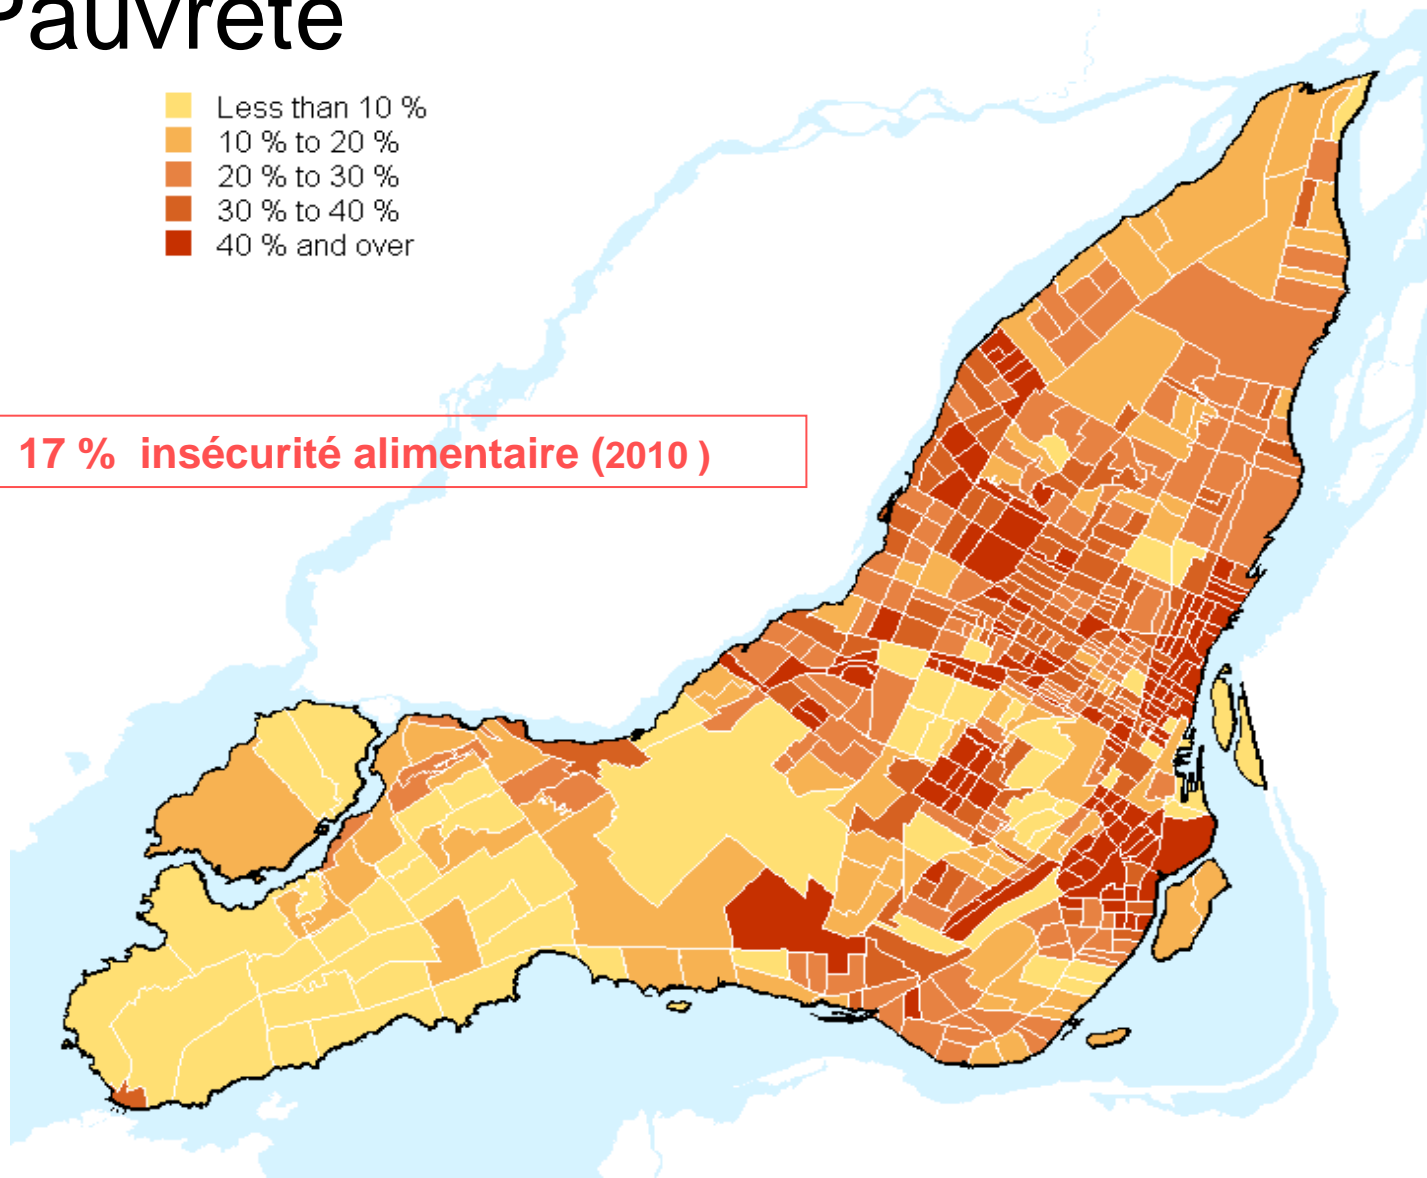 Pauvreté
Less than 10 %
10 % to 20 %
20 % to 30 %
30 % to 40 %
40 % and over
17 % insécurité alimentaire (2010 )